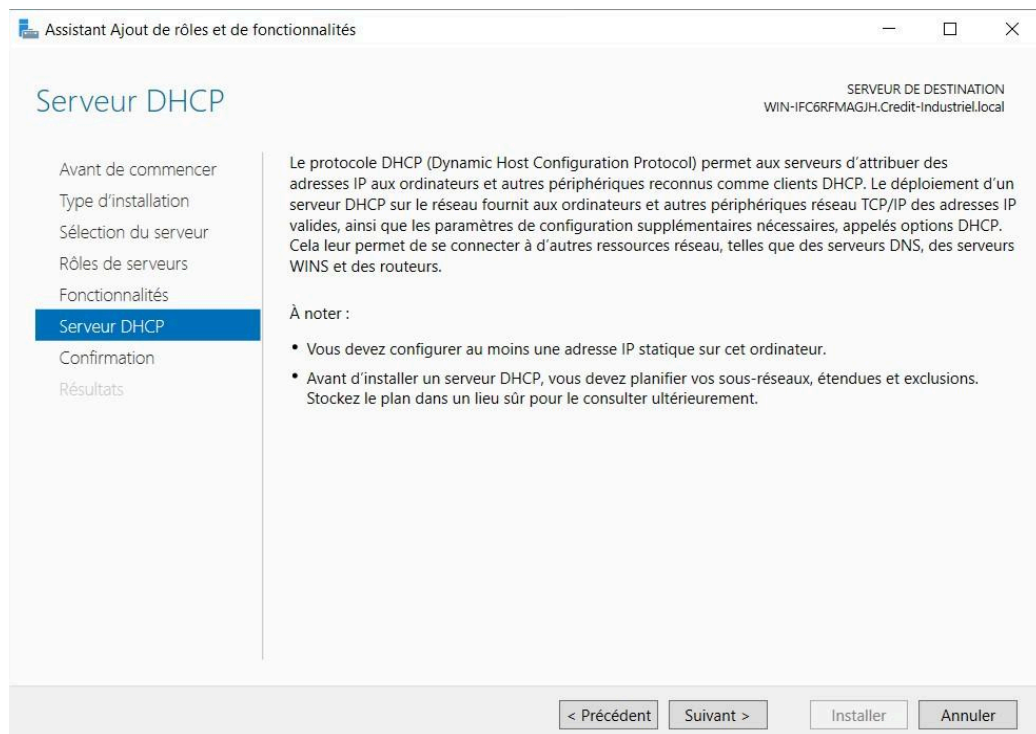 Assistant Ajout de rôles et de fonctionnalités
Serveur DHCP
SERVEUR DE DESTINATION
WIN-IFC6RFMAGJH.Credit-Industriel.local
Avant de commencer
Type d'installation
Sélection du serveur
Rôles de serveurs
Fonctionnalités
Serveur DHCP
Confirmation
Résultats
Le protocole DHCP (Dynamic Host Configuration Protocol) permet aux serveurs d'attribuer des
adresses IP aux ordinateurs et autres périphériques reconnus comme clients DHCP. Le déploiement d'un
serveur DHCP sur le réseau fournit aux ordinateurs et autres périphériques réseau TCP/IP des adresses IP
valides, ainsi que les paramètres de configuration supplémentaires nécessaires, appelés options DHCP.
Cela leur permet de se connecter à d'autres ressources réseau, telles que des serveurs DNS, des serveurs
WINS et des routeurs.
À noter :
• Vous devez configurer au moins une adresse IP statique sur cet ordinateur.
• Avant d'installer un serveur DHCP, vous devez planifier vos sous-réseaux, étendues et exclusions.
Stockez le plan dans un lieu sûr pour le consulter ultérieurement.
< Précédent
Suivant >
Installer
Annuler